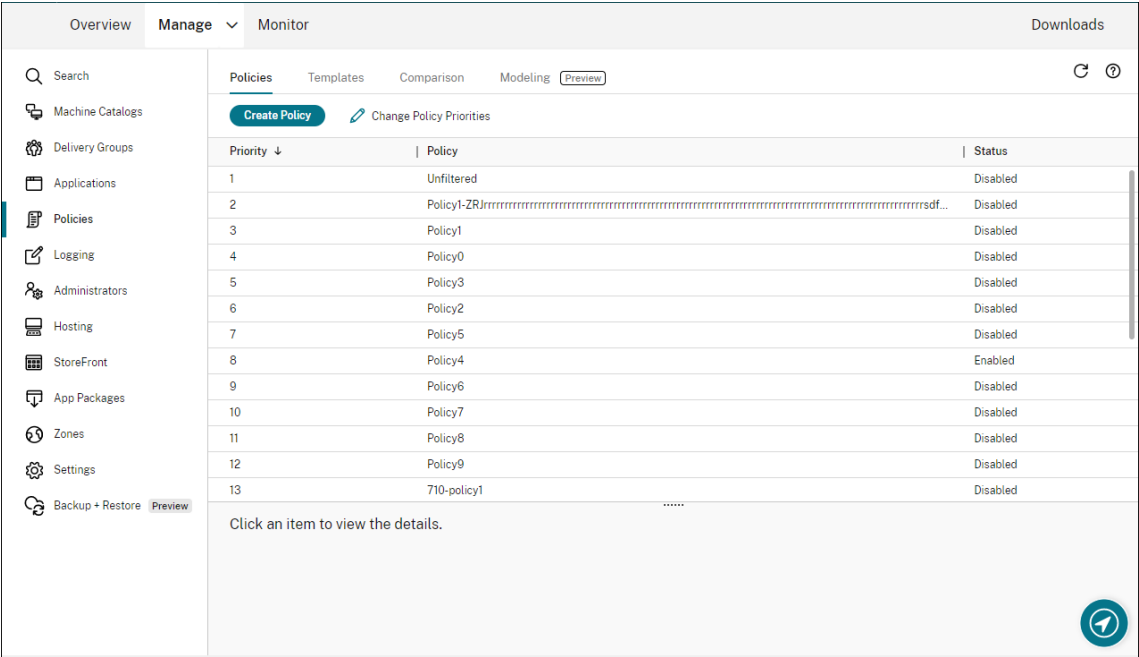 Overview Manage Monitor Downloads
Search
Machine Catalogs
Delivery Groups
Applications
Policies
Logging
Administrators
Hosting
StoreFront
App Packages
Zones
Settings
Backup + Restore Preview
Policies Templates Comparison Modeling Preview
Create Policy Change Policy Priorities
Priority ↓ Policy Status
1 Unfiltered Disabled
2 Disabled
3 Policy1 Disabled
4 Policy0 Disabled
5 Policy3 Disabled
6 Policy2 Disabled
7 Policy5 Disabled
8 Policy4 Enabled
9 Policy6 Disabled
10 Policy7 Disabled
11 Policy8 Disabled
12 Policy9 Disabled
13 710-policy1 Disabled
Click an item to view the details.